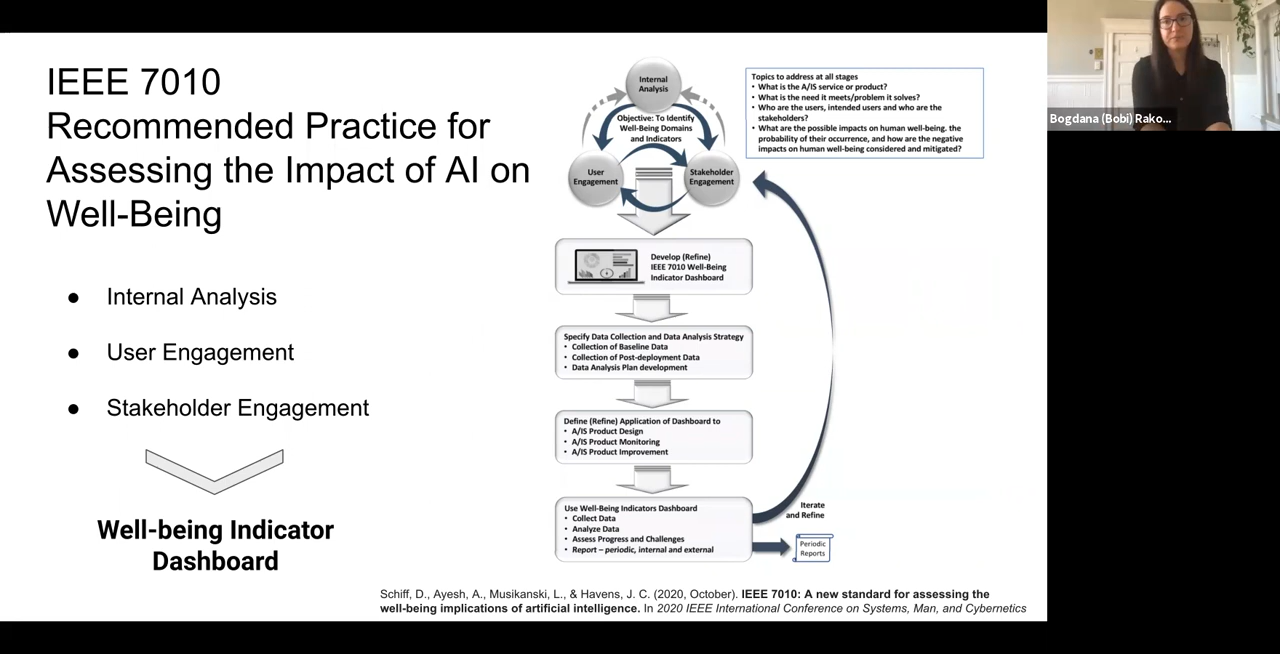 IEEE 7010
Recommended Practice for
Assessing the Impact of AI on
Well-Being
● Internal Analysis
● User Engagement
● Stakeholder Engagement
Well-being Indicator
Dashboard
Internal
Analysis
Objective: To Identify
Well-Being Domains
and Indicators
User
Engagement
Stakeholder
Engagement
Topics to address at all stages
• What is the A/IS service or product?
• What is the need it meets/problem it solves?
• Who are the users, intended users and who are the
stakeholders?
• What are the possible impacts on human well-being. the
probability of their occurrence, and how are the negative
impacts on human well-being considered and mitigated?
Develop (Refine)
IEEE 7010 Well-Being
Indicator Dashboard
Specify Data Collection and Data Analysis Strategy
• Collection of Baseline Data
• Collection of Post-deployment Data
• Data Analysis Plan development
Define (Refine) Application of Dashboard to
• A/IS Product Design
• A/IS Product Monitoring
• A/IS Product Improvement
Use Well-Being Indicators Dashboard
• Collect Data
• Analyze Data
• Assess Progress and Challenges
• Report – periodic, internal and external
Iterate
and Refine
Periodic
Reports
Schiff, D., Ayesh, A., Musikanski, L., & Havens, J. C. (2020, October). IEEE 7010: A new standard for assessing the
well-being implications of artificial intelligence. In 2020 IEEE International Conference on Systems, Man, and Cybernetics
Bogdana (Bobi) Rako...